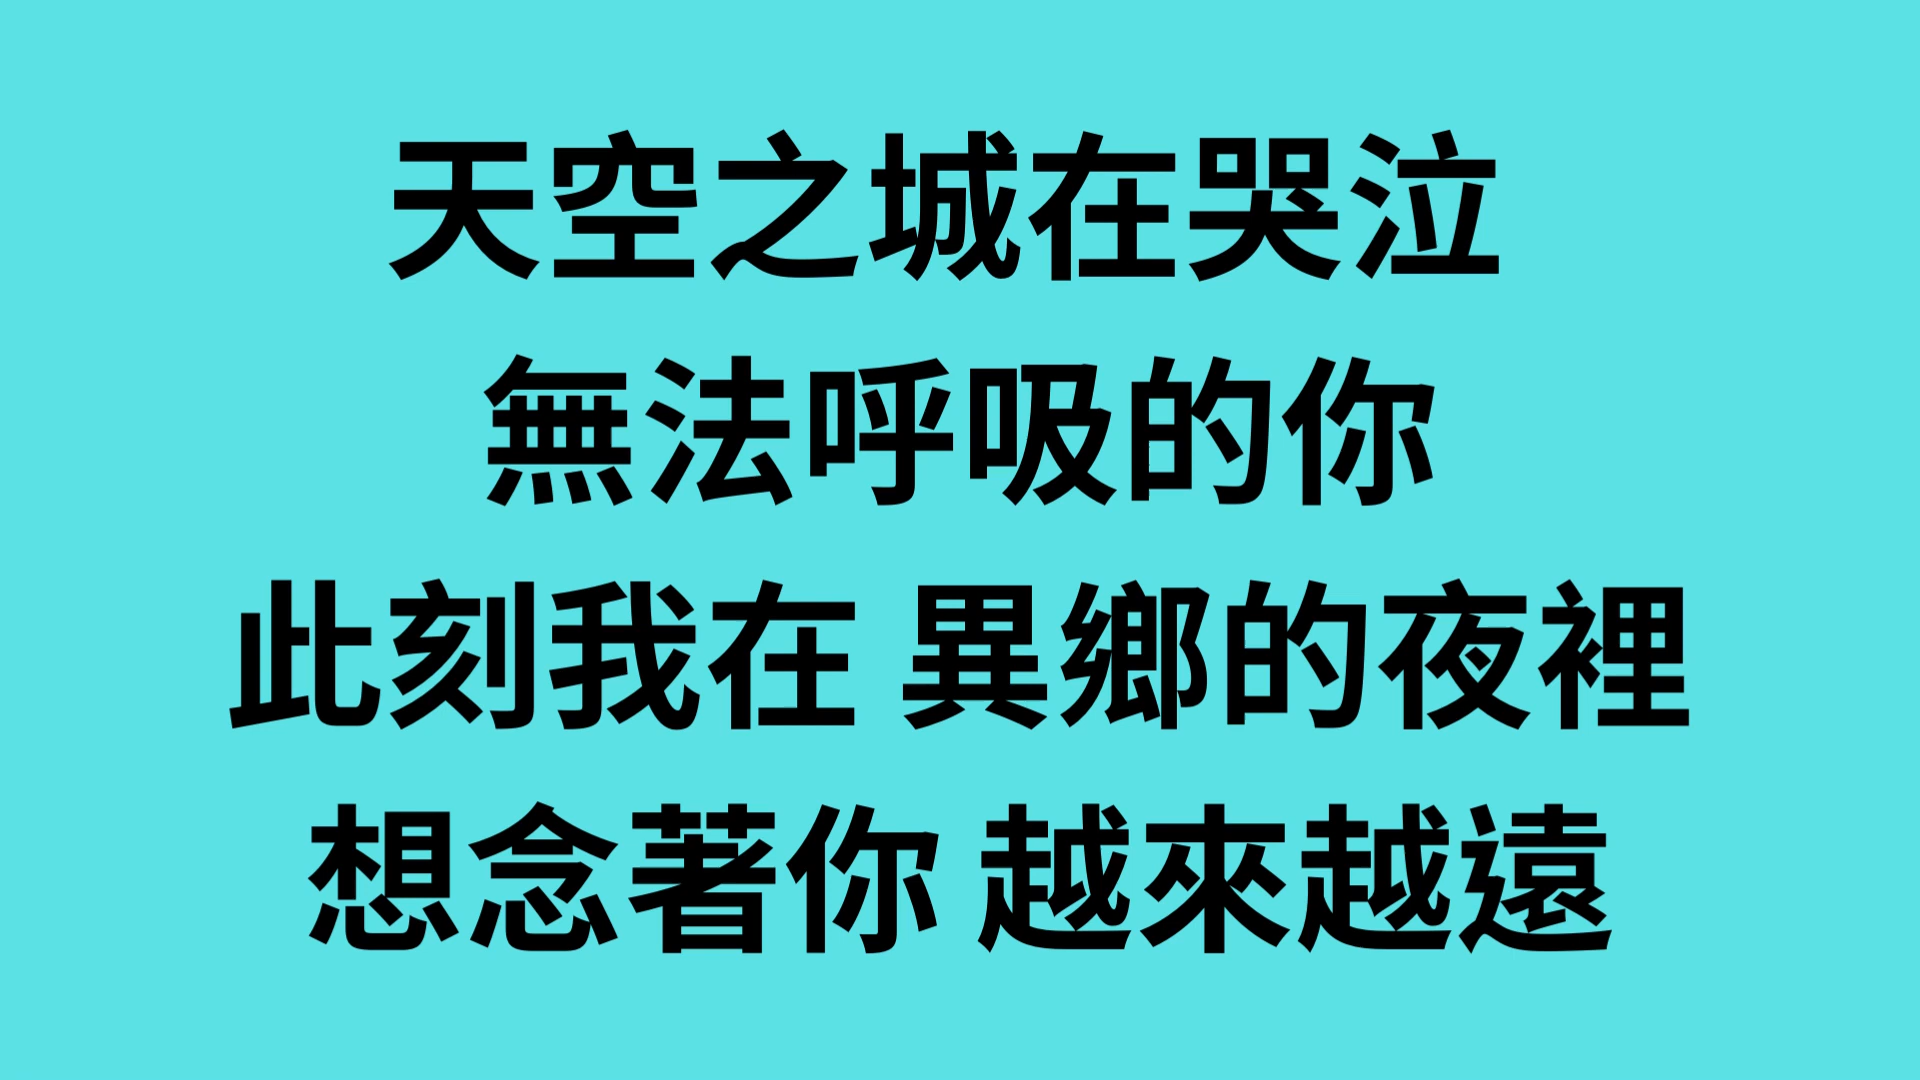 天空之城在哭泣
無法呼吸的你
此刻我在 異鄉的夜裡
想念著你 越來越遠